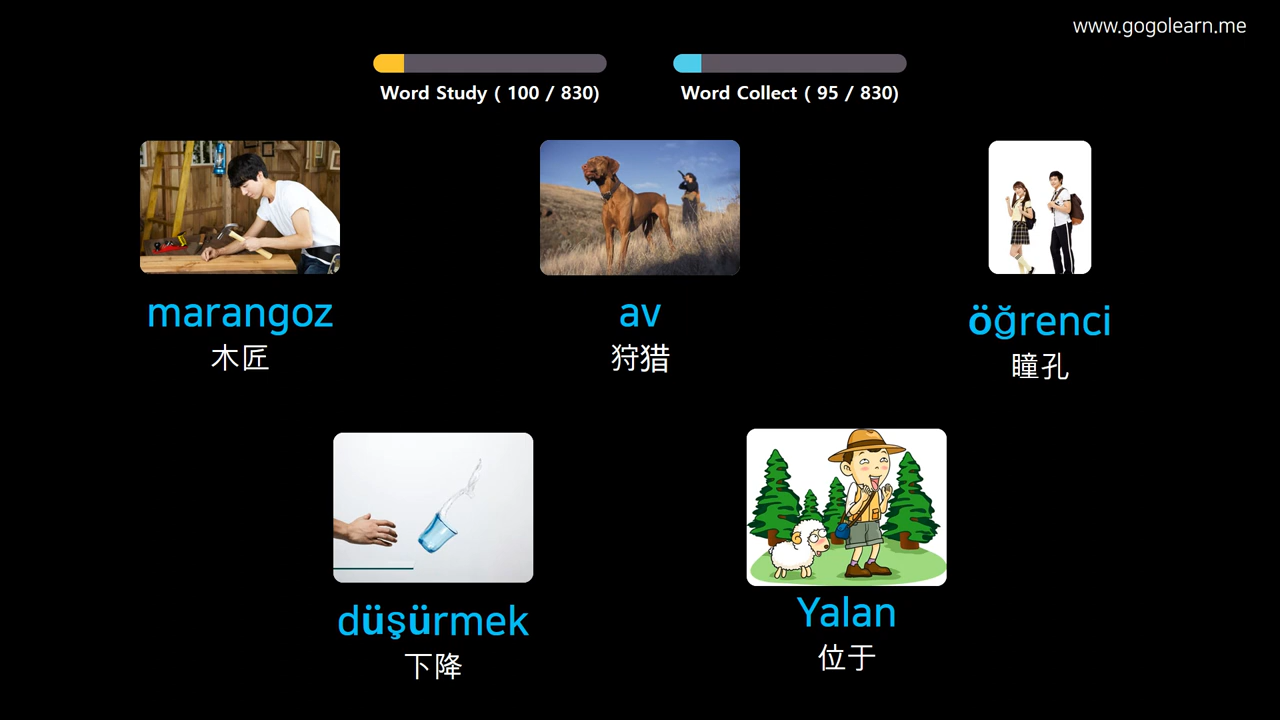 www.gogolearn.me
Word Study ( 100 / 830)
Word Collect ( 95 / 830)
marangoz
木匠
av
狩猎
öğrenci
瞳孔
düşürmek
下降
Yalan
位于